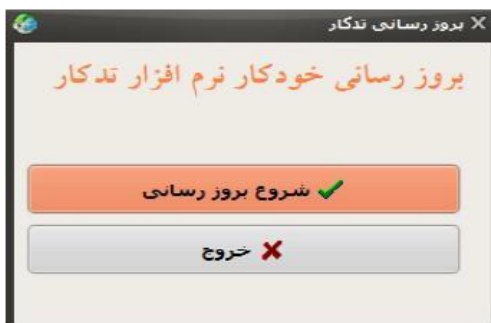 بروز رسانی تدکار
بروز رسانی خودکار نرم افزار تدکار
شروع بروز رسانی
خروج